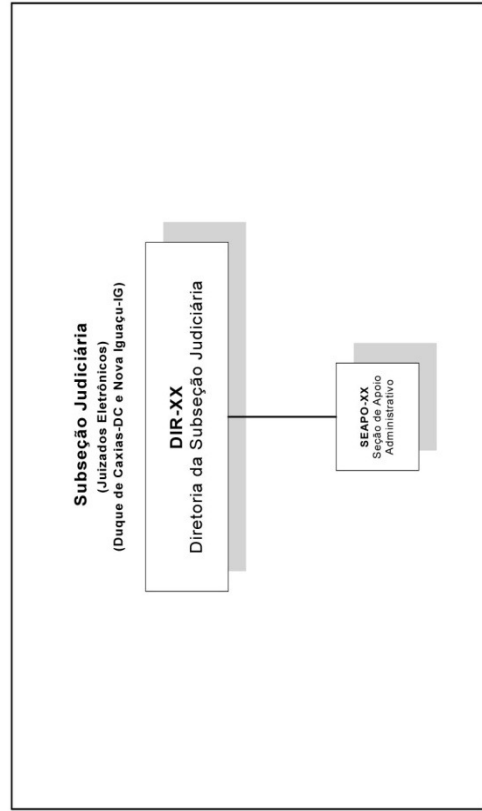 Subseção Judiciária
(Juizados Eletrônicos)
(Duque de Caxias-DC e Nova Iguaçu-IG)
DIR-XX
Diretoria da Subseção Judiciária
SEAPO-XX
Seção de Apoio
Administrativo